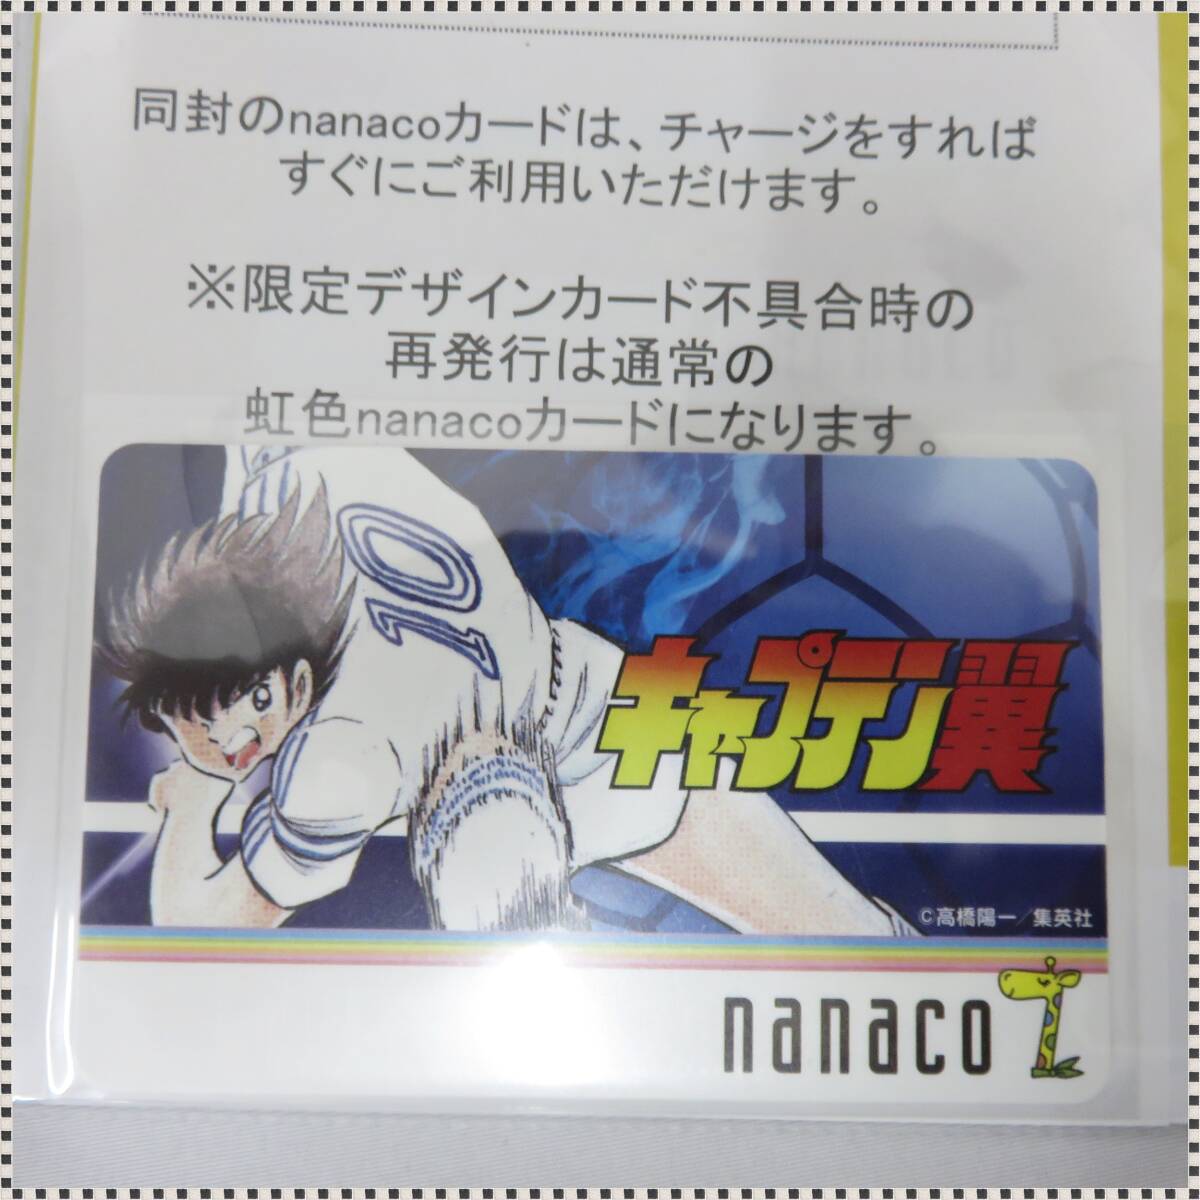 同封のnanacoカードは、チャージをすれば
すぐにご利用いただけます。
※限定デザインカード不具合時の
再発行は通常の
虹色nanacoカードになります。
10
キャプテン翼
©高橋陽一／集英社
nanaco